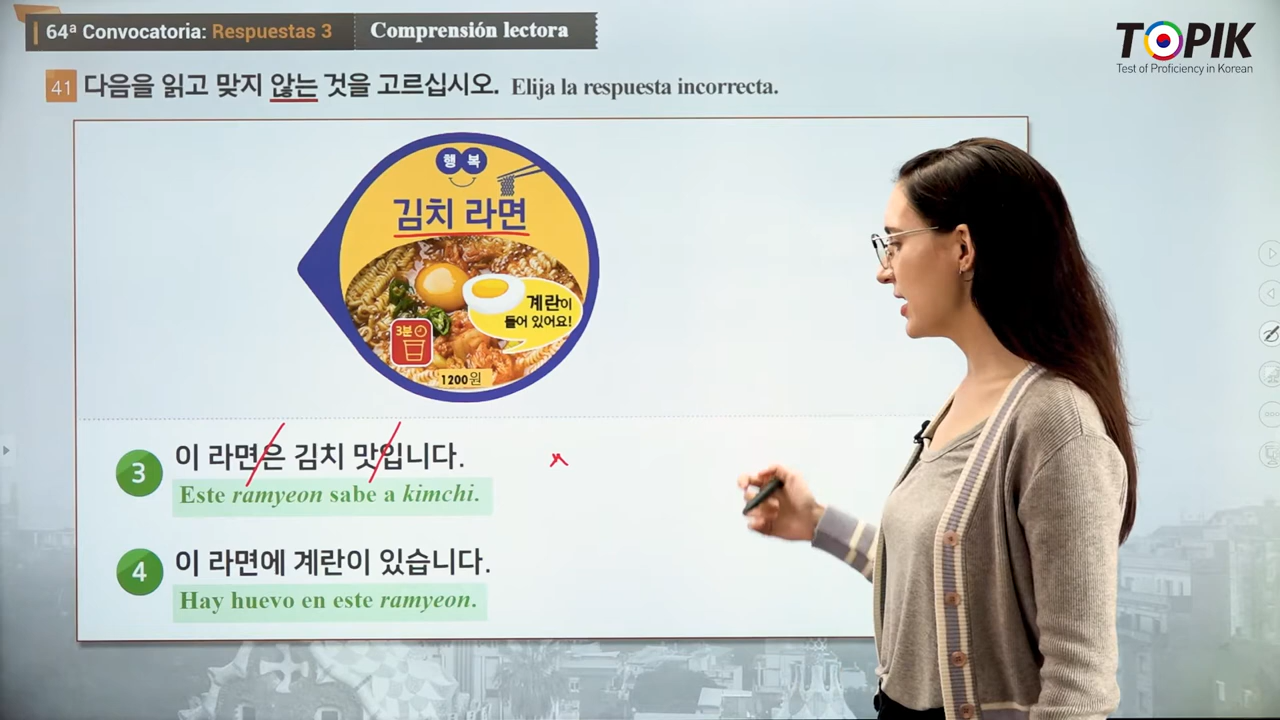 64ª Convocatoria: Respuestas 3
Comprensión lectora
TOPIK
Test of Proficiency in Korean
41 다음을 읽고 맞지 않는 것을 고르십시오. Elija la respuesta incorrecta.
행 복
김치 라면
계란이
들어 있어요!
3분
1200원
3 이 라면은 김치 맛입니다.
Este ramyeon sabe a kimchi.
4 이 라면에 계란이 있습니다.
Hay huevo en este ramyeon.